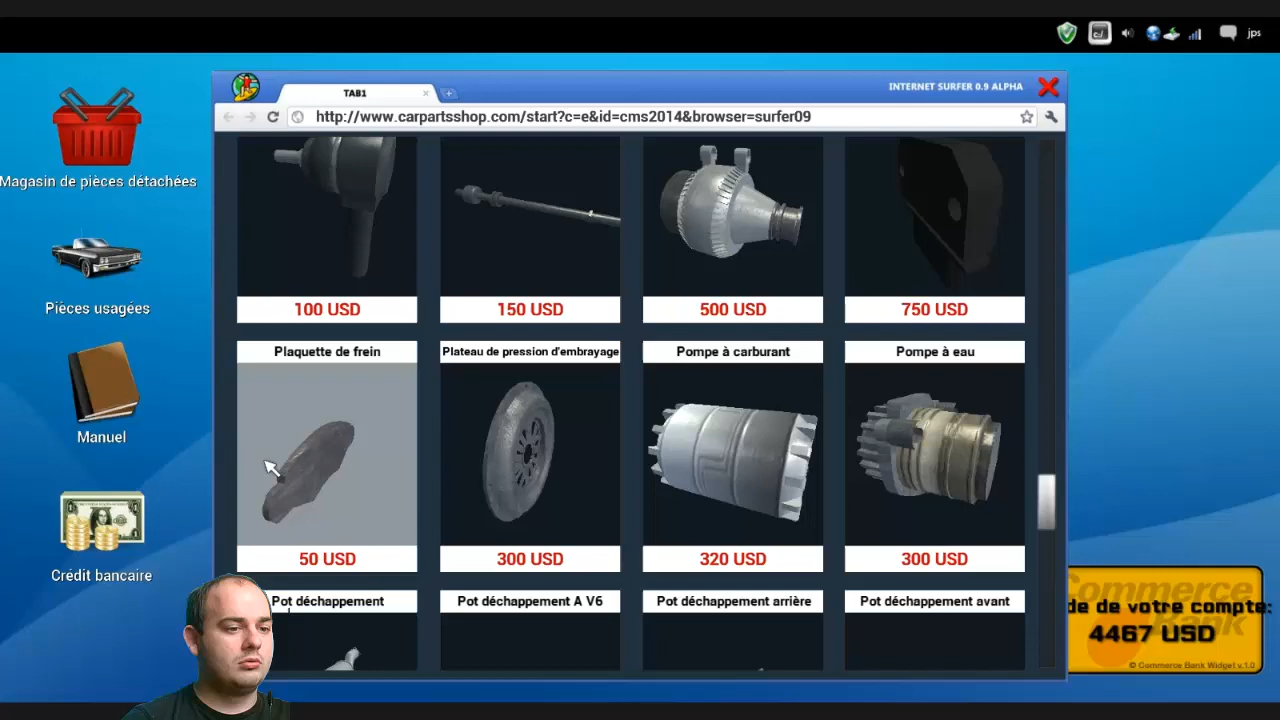 jps
TAB1
INTERNET SURFER 0.9 ALPHA
http://www.carpartsshop.com/start?c=e&id=cms2014&browser=surfer09
Magasin de pièces détachées
Pièces usagées
Manuel
Crédit bancaire
100 USD
150 USD
500 USD
750 USD
Plaquette de frein
Plateau de pression d'embrayage
Pompe à carburant
Pompe à eau
50 USD
300 USD
320 USD
300 USD
Pot déchappement
Pot déchappement A V6
Pot déchappement arrière
Pot déchappement avant
Commerce
Bank
de de votre compte:
4467 USD
© Commerce Bank Widget v.1.0